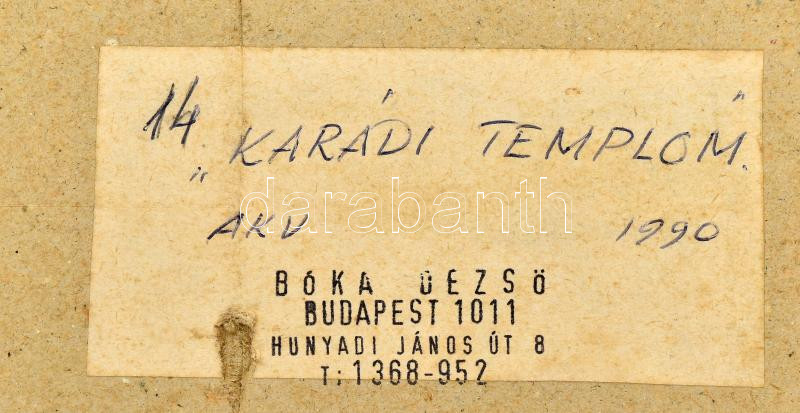 14
„KARÁDI TEMPLOM."
darabanth
AKV 1990
BÓKA DEZSŐ
BUDAPEST 1011
HUNYADI JÁNOS ÚT 8
T: 1368-952